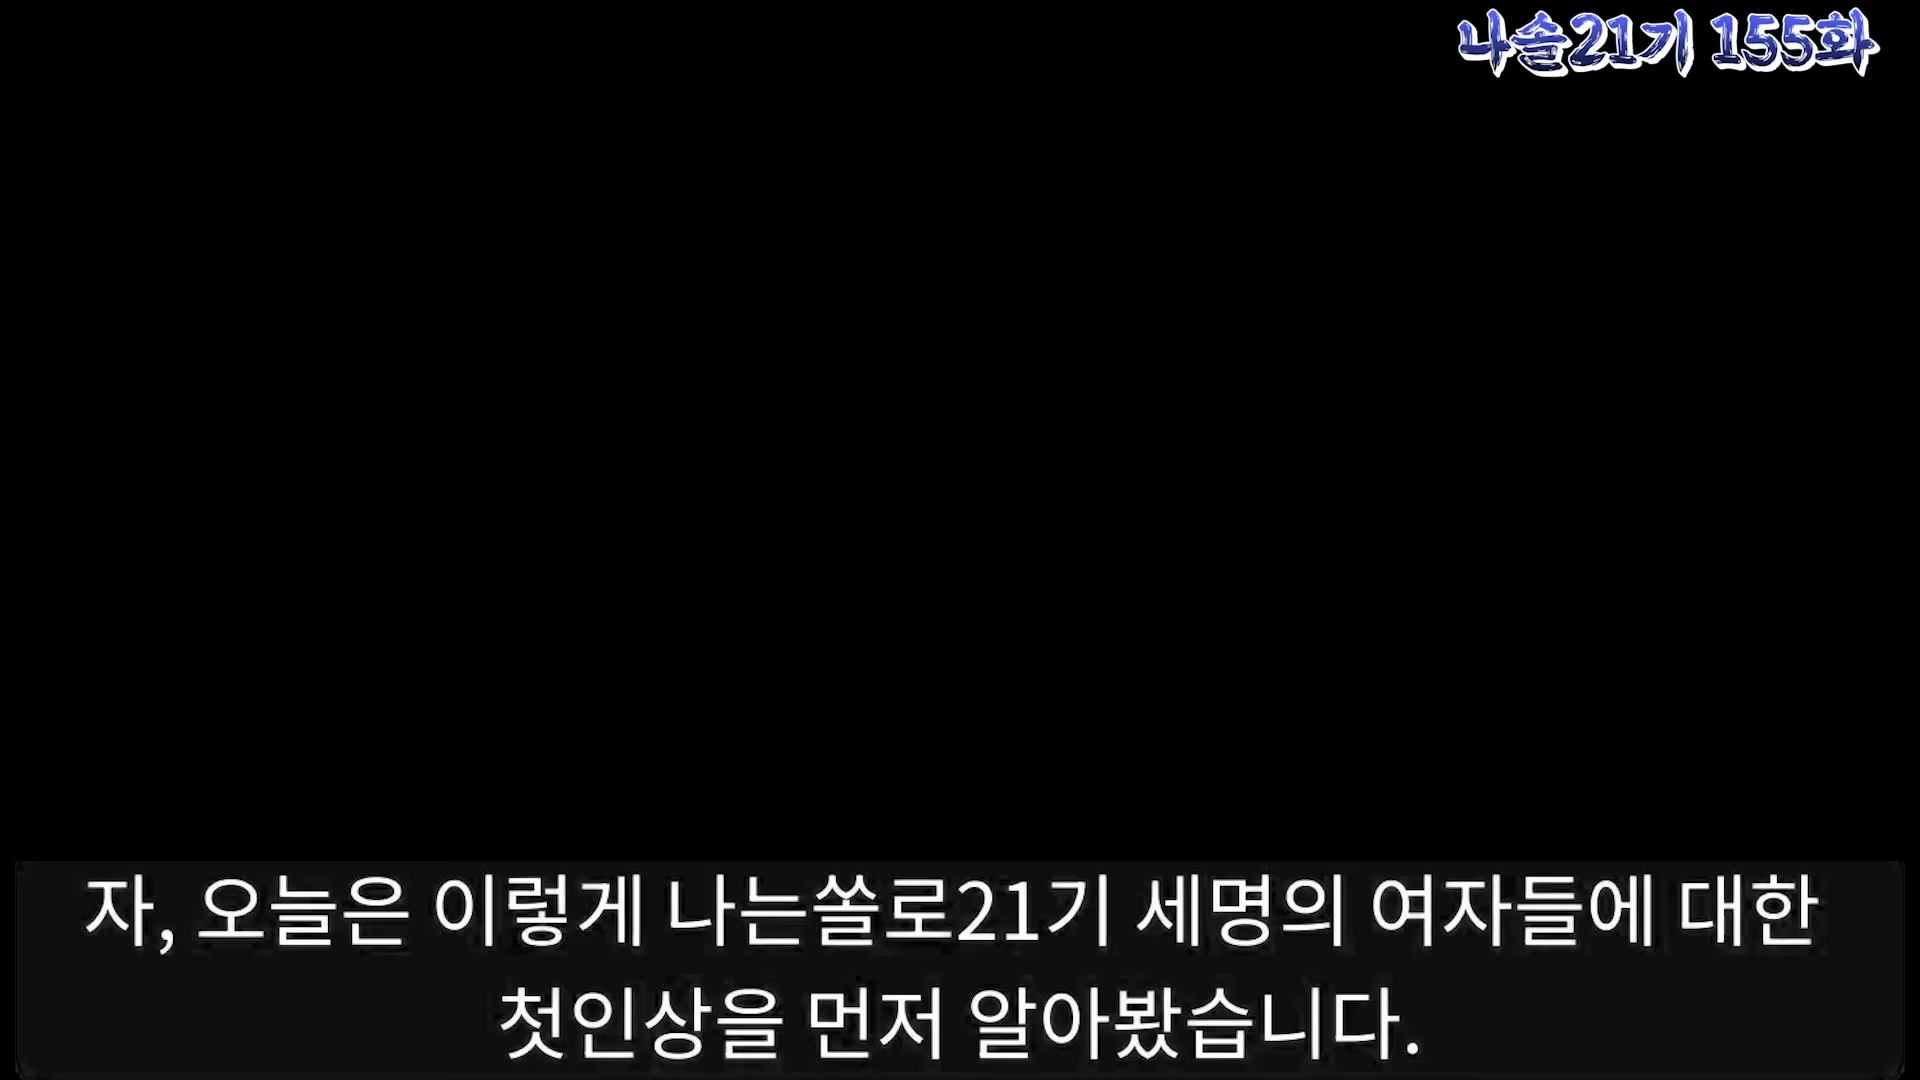 나솔21기 155화
자, 오늘은 이렇게 나는쏠로21기 세명의 여자들에 대한
첫인상을 먼저 알아봤습니다.